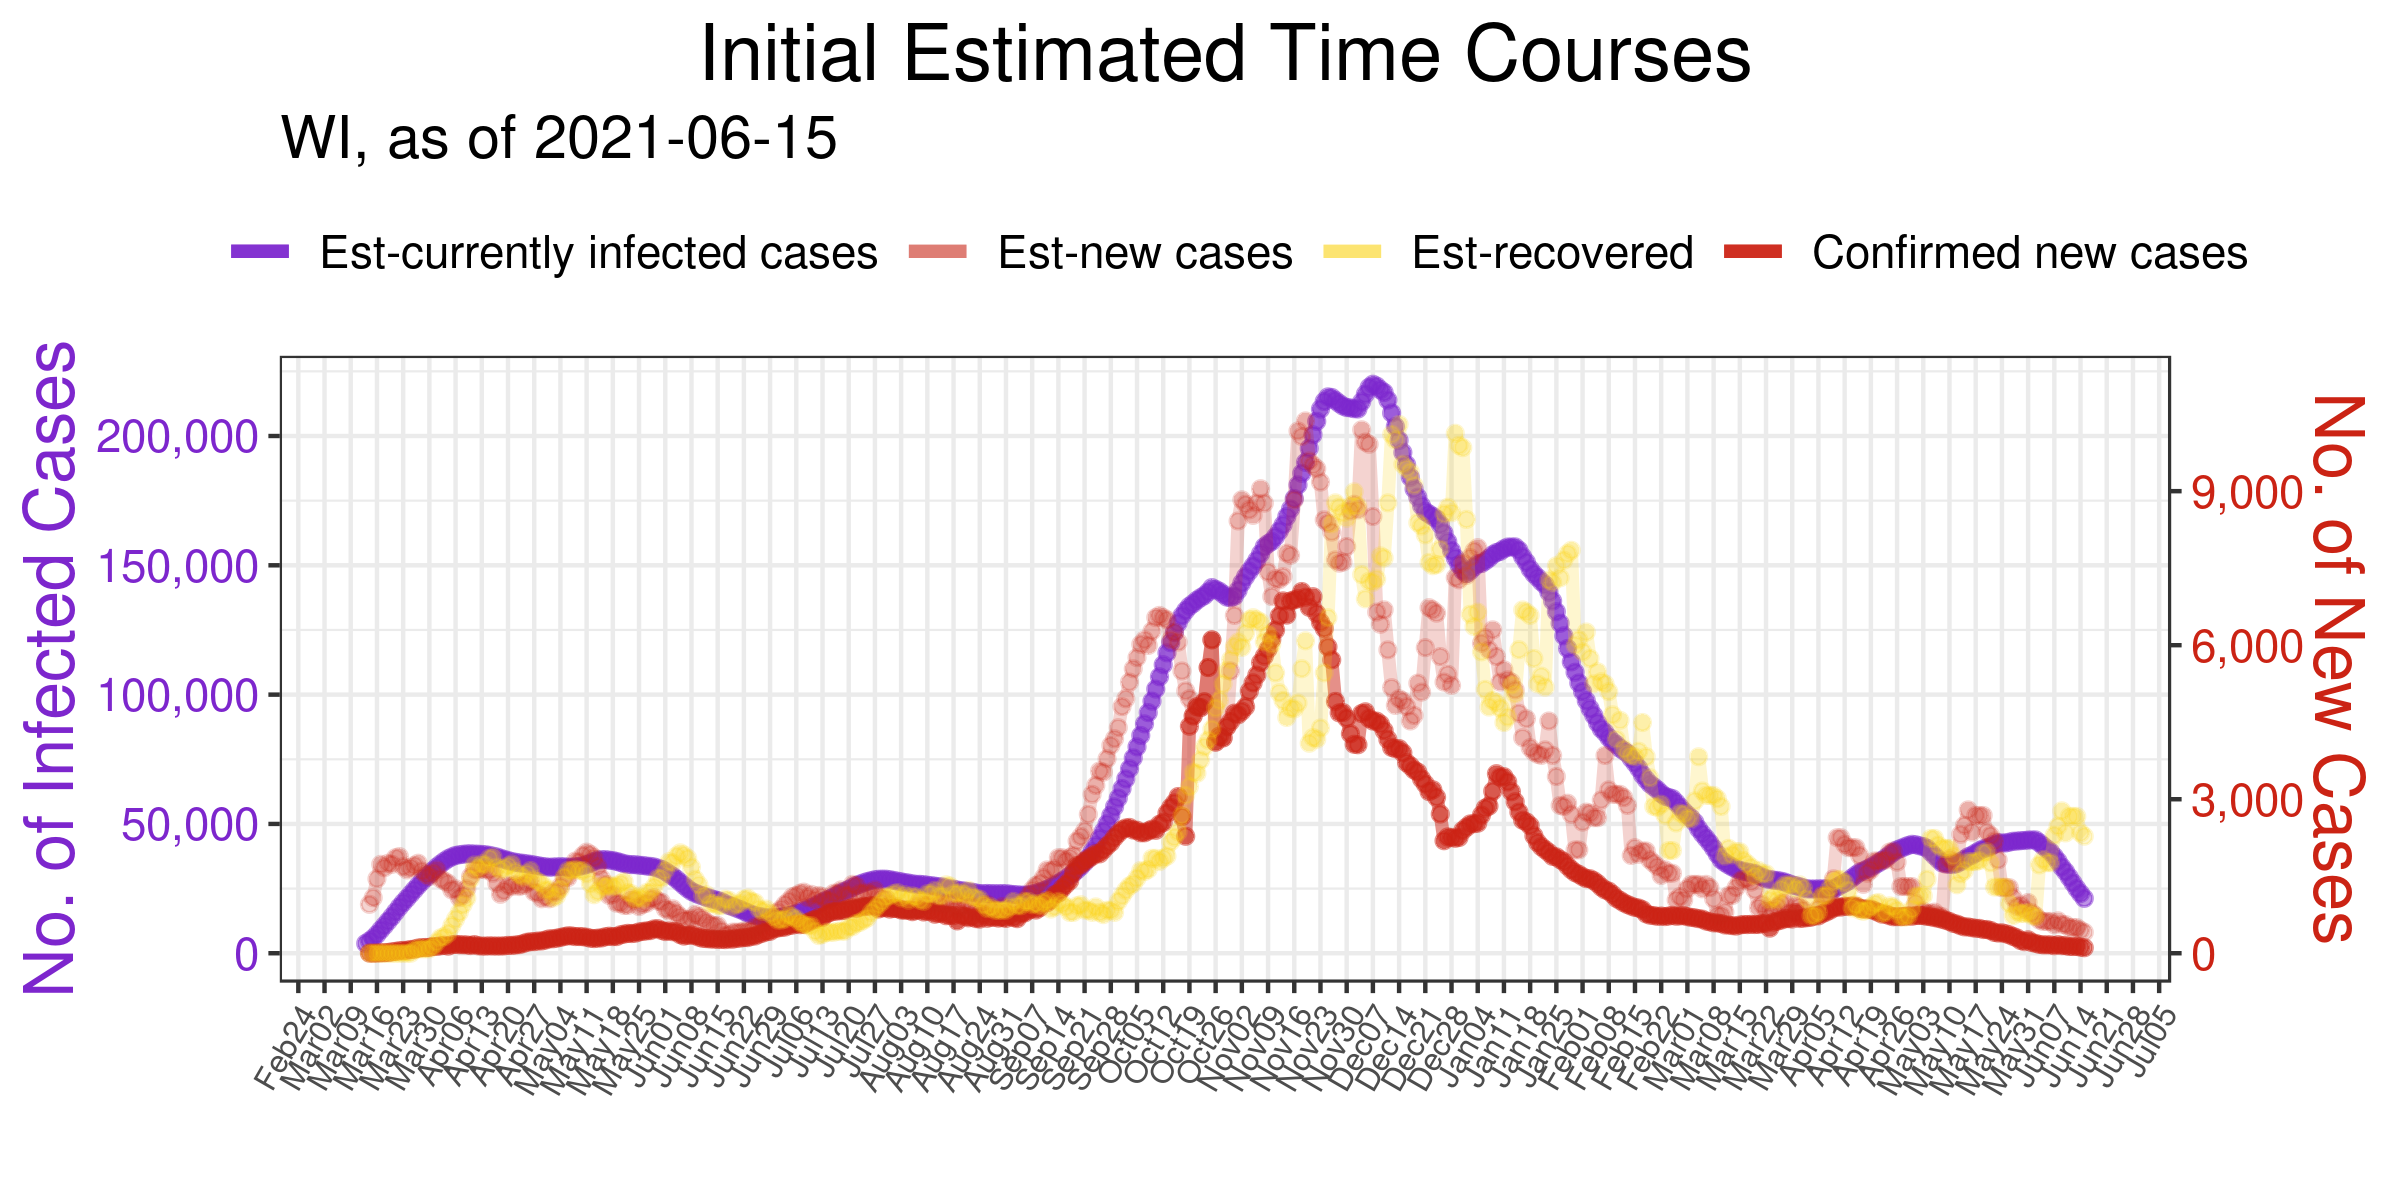 Initial Estimated Time Courses
WI, as of 2021-06-15
Est-currently infected cases Est-new cases Est-recovered Confirmed new cases
No. of Infected Cases
200,000
150,000
100,000
50,000
0
9,000
6,000
3,000
0
No. of New Cases
Feb24 Mar02 Mar09 Mar16 Mar23 Mar30 Apr06 Apr13 Apr20 Apr27 May04 May11 May18 May25 Jun01 Jun08 Jun15 Jun22 Jun29 Jul06 Jul13 Jul20 Jul27 Aug03 Aug10 Aug17 Aug24 Aug31 Sep07 Sep14 Sep21 Sep28 Oct05 Oct12 Oct19 Oct26 Nov02 Nov09 Nov16 Nov23 Nov30 Dec07 Dec14 Dec21 Dec28 Jan04 Jan11 Jan18 Jan25 Feb01 Feb08 Feb15 Feb22 Mar01 Mar08 Mar15 Mar22 Mar29 Apr05 Apr12 Apr19 Apr26 May03 May10 May17 May24 May31 Jun07 Jun14 Jun21 Jun28 Jul05